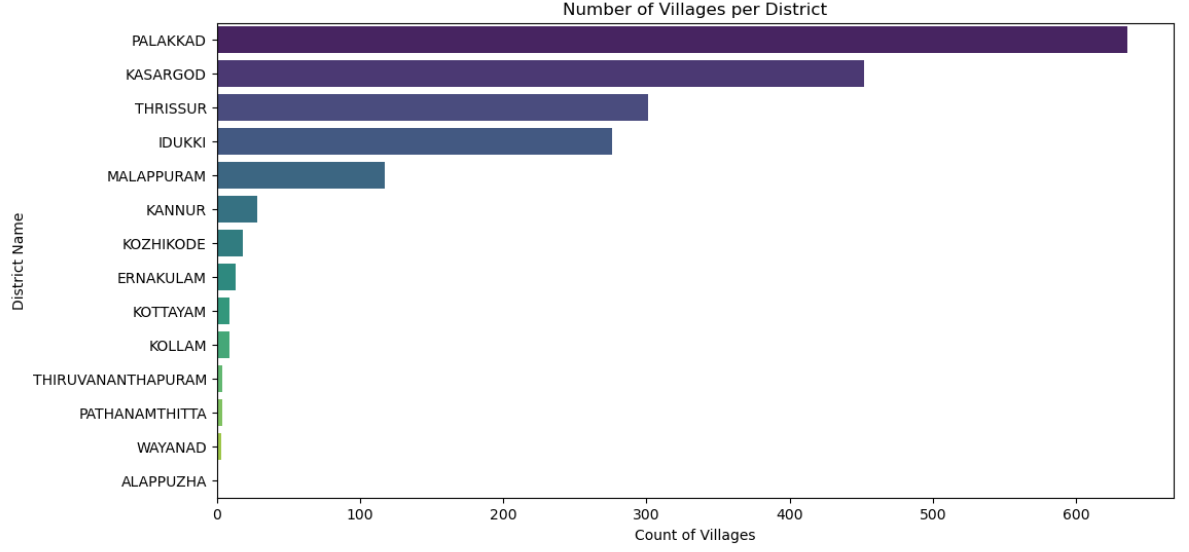 Number of Villages per District
District Name
PALAKKAD
KASARGOD
THRISSUR
IDUKKI
MALAPPURAM
KANNUR
KOZHIKODE
ERNAKULAM
KOTTAYAM
KOLLAM
THIRUVANANTHAPURAM
PATHANAMTHITTA
WAYANAD
ALAPPUZHA
0 100 200 300 400 500 600
Count of Villages